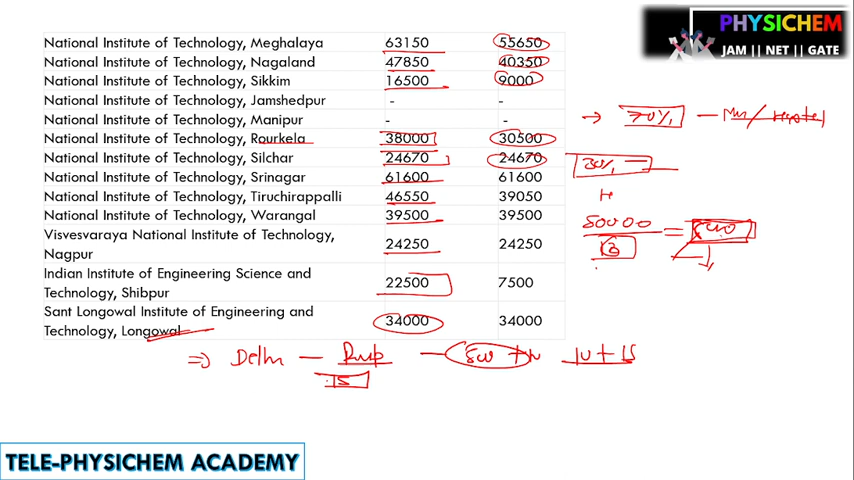 PHYSICHEM
JAM || NET || GATE
National Institute of Technology, Meghalaya 63150 55650
National Institute of Technology, Nagaland 47850 40350
National Institute of Technology, Sikkim 16500 9000
National Institute of Technology, Jamshedpur - -
National Institute of Technology, Manipur - -
National Institute of Technology, Rourkela 38000 30500
National Institute of Technology, Silchar 24670 24670
National Institute of Technology, Srinagar 61600 61600
National Institute of Technology, Tiruchirappalli 46550 39050
National Institute of Technology, Warangal 39500 39500
Visvesvaraya National Institute of Technology,
Nagpur 24250 24250
Indian Institute of Engineering Science and
Technology, Shibpur 22500 7500
Sant Longowal Institute of Engineering and
Technology, Longowal 34000 34000
30%
50000
=
⇒ Delhi —
15
10 + 15
TELE-PHYSICHEM ACADEMY